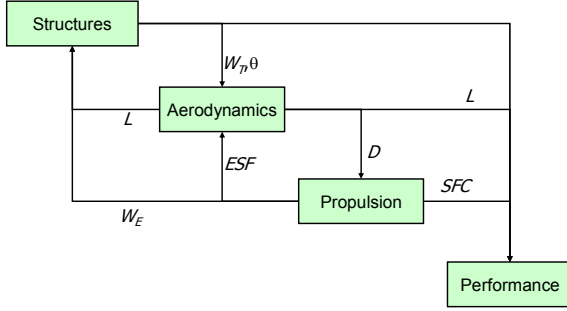 Structures
W_T,θ
Aerodynamics
L
L
ESF
D
Propulsion
SFC
W_E
Performance